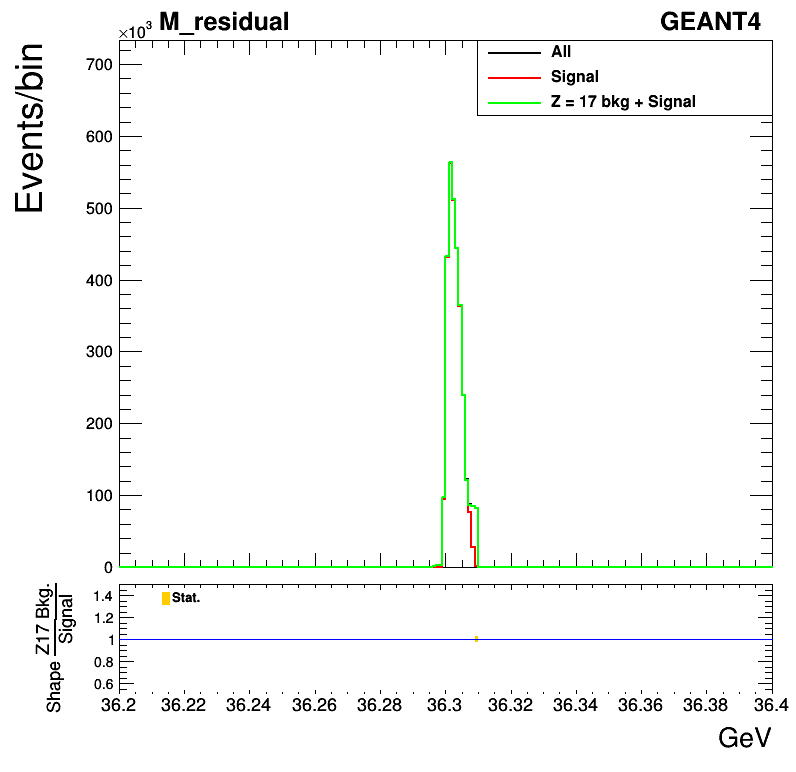 ×10³ M_residual GEANT4
Events/bin
All
Signal
Z = 17 bkg + Signal
700
600
500
400
300
200
100
0
Shape Z17 Bkg. / Signal
Stat.
1.4
1.2
1
0.8
0.6
36.2 36.22 36.24 36.26 36.28 36.3 36.32 36.34 36.36 36.38 36.4
GeV